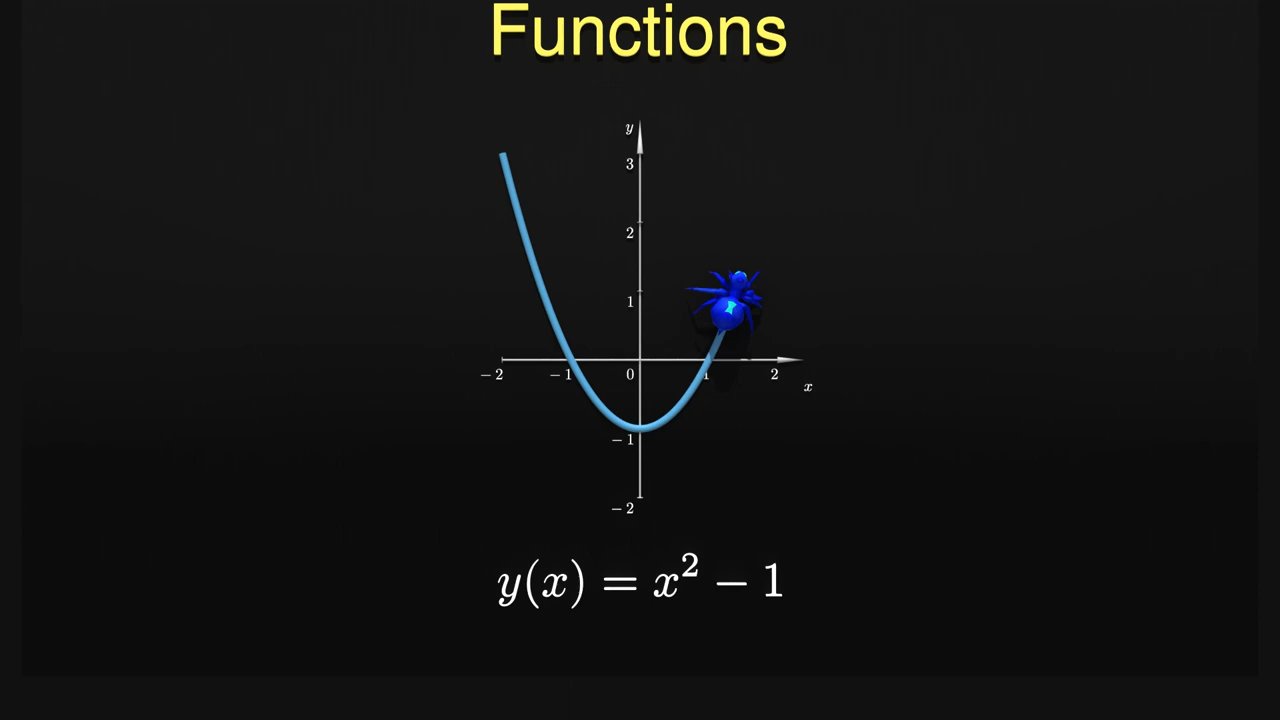 Functions
y
3
2
1
-2 -1 0 1 2
x
-1
-2
y(x) = x² − 1